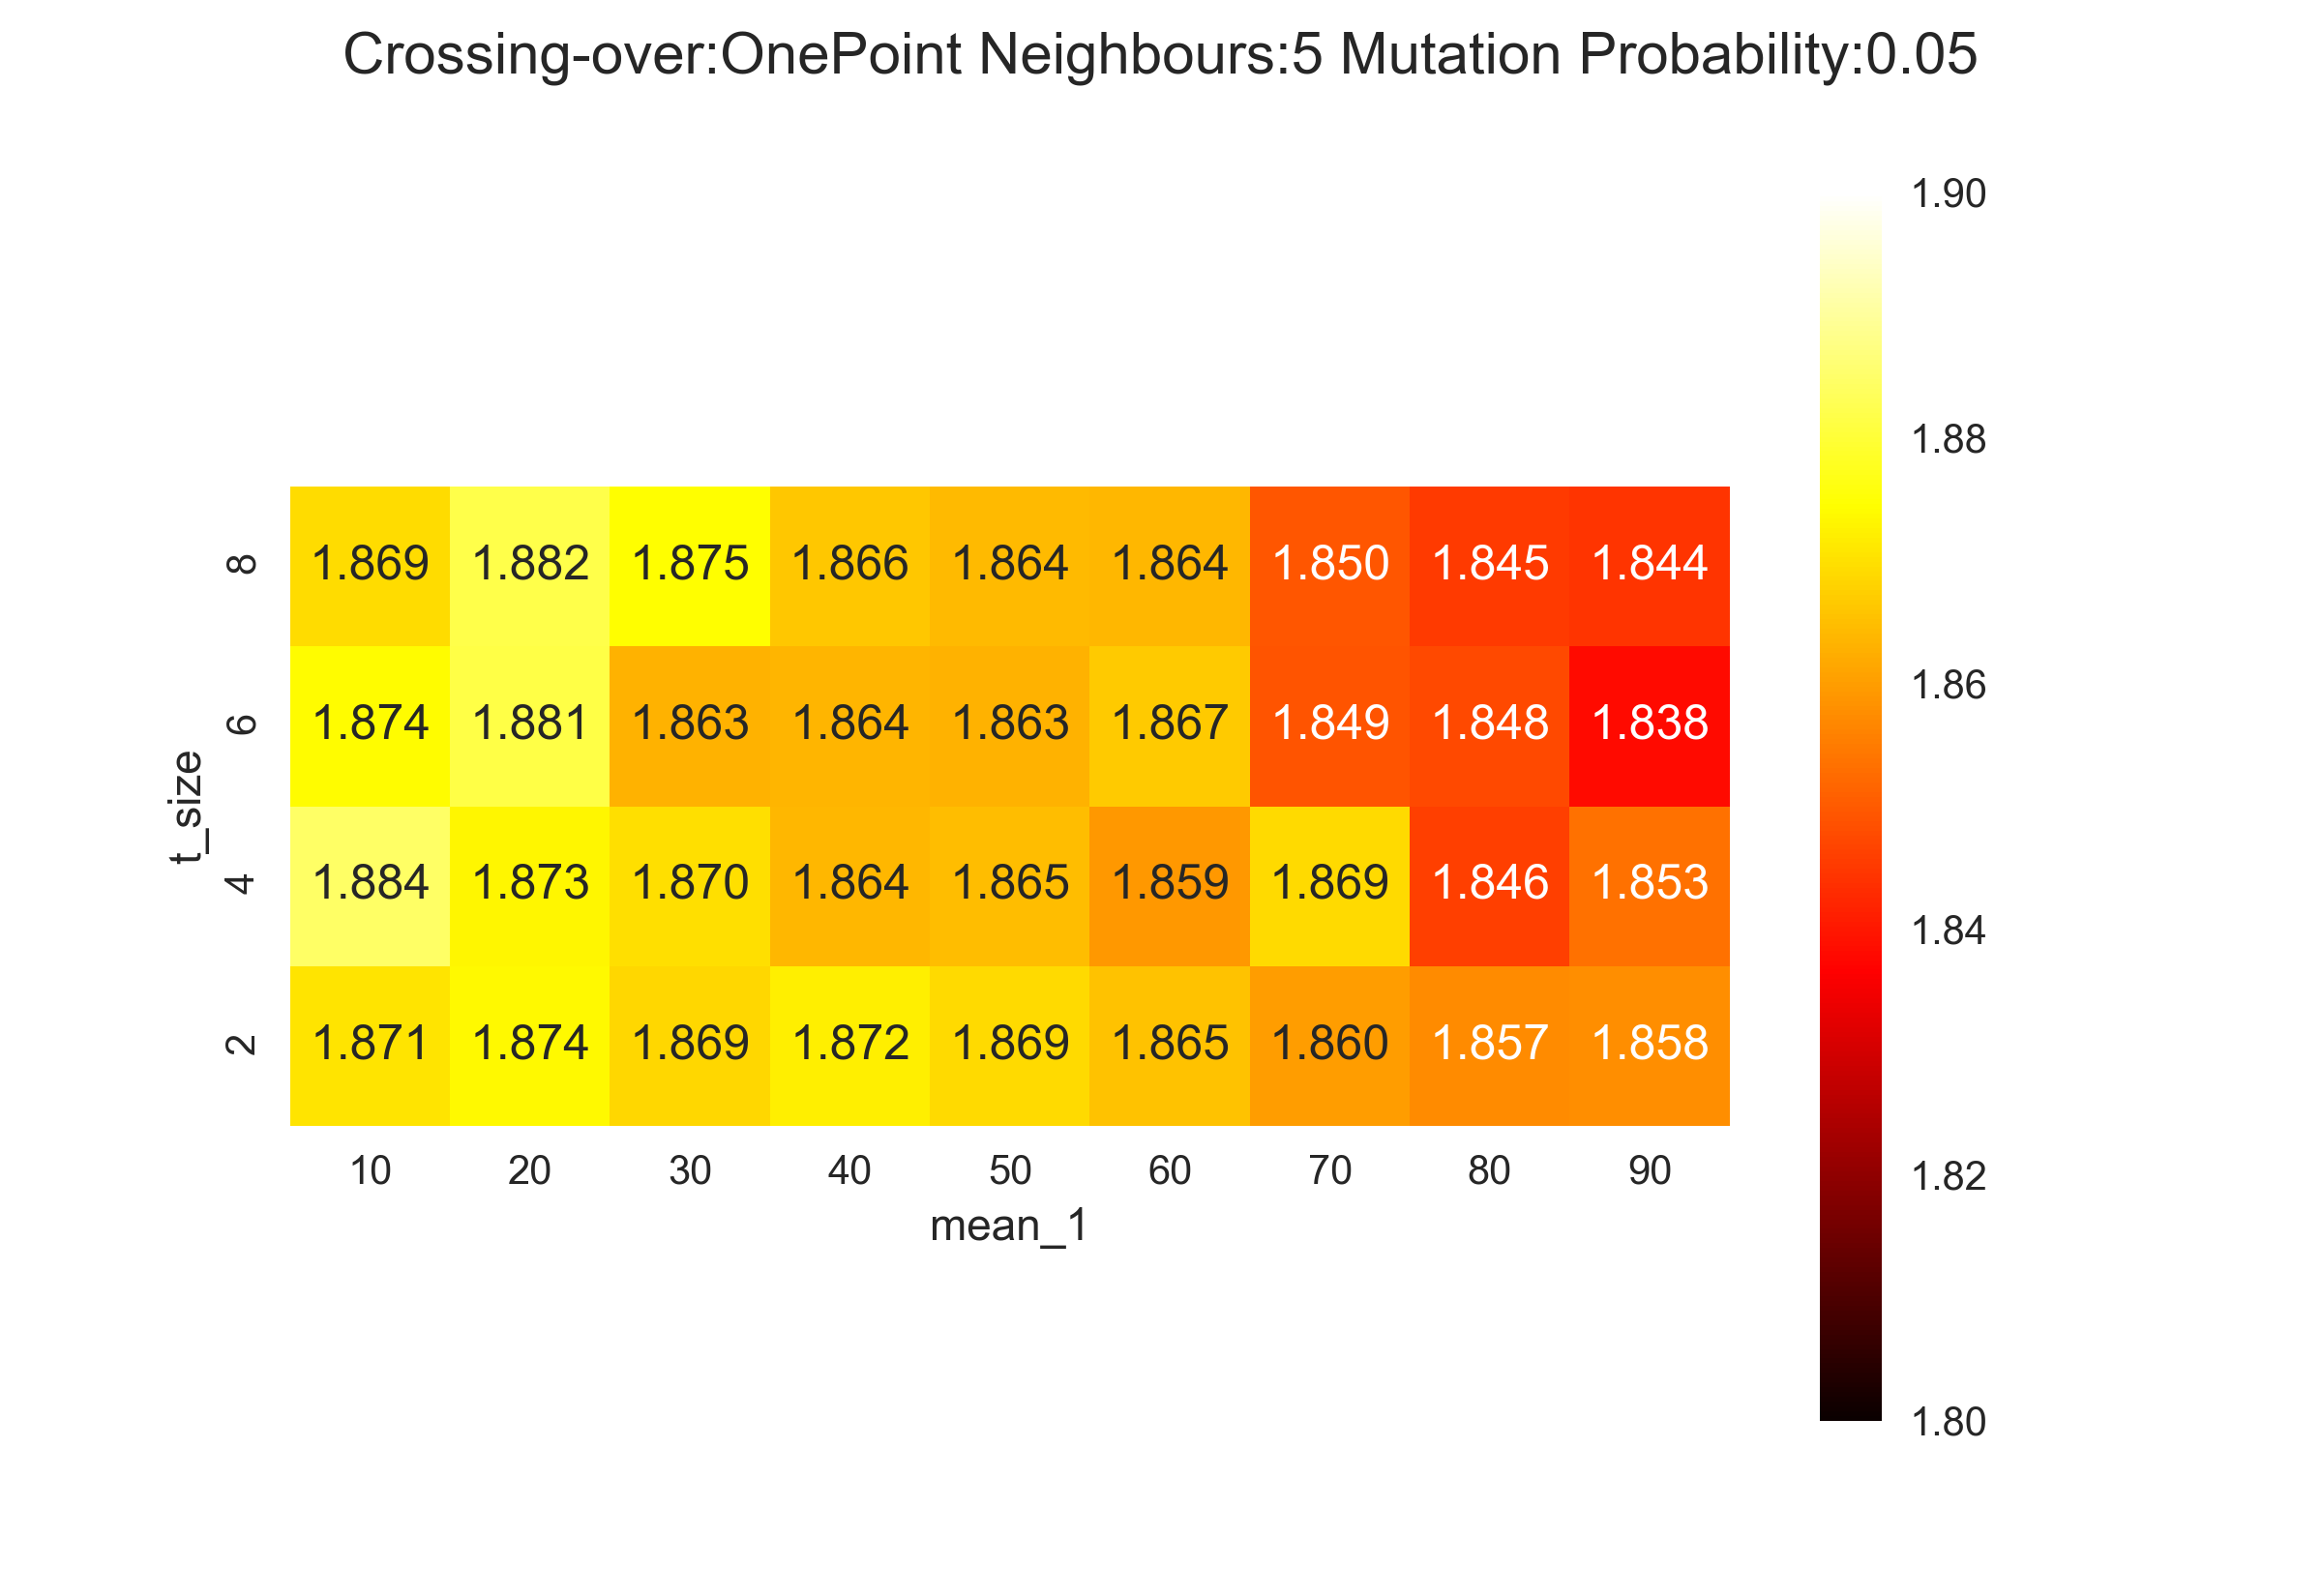 Crossing-over:OnePoint Neighbours:5 Mutation Probability:0.05
1.90
1.88
1.86
1.84
1.82
1.80
t_size
8 1.869 1.882 1.875 1.866 1.864 1.864 1.850 1.845 1.844
6 1.874 1.881 1.863 1.864 1.863 1.867 1.849 1.848 1.838
4 1.884 1.873 1.870 1.864 1.865 1.859 1.869 1.846 1.853
2 1.871 1.874 1.869 1.872 1.869 1.865 1.860 1.857 1.858
10 20 30 40 50 60 70 80 90
mean_1